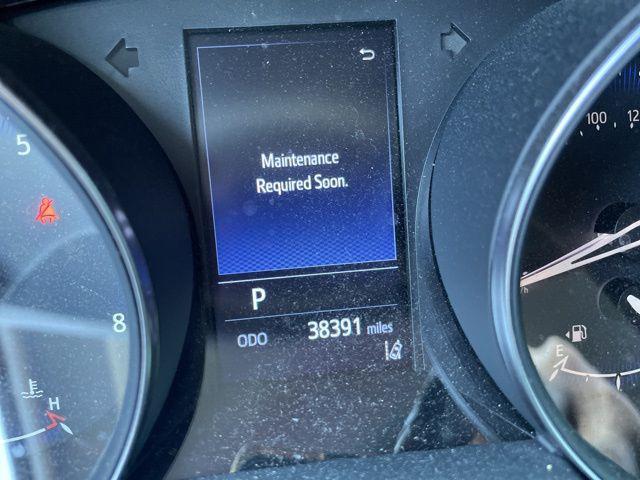 Maintenance
Required Soon.
P
ODO 38391 miles
5
8
H
100
E